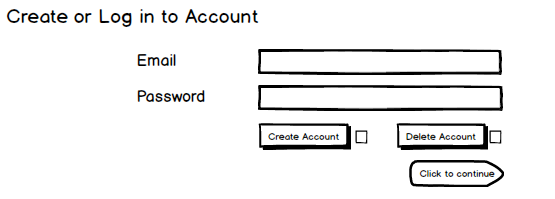 Create or Log in to Account
Email
Password
Create Account
Delete Account
Click to continue